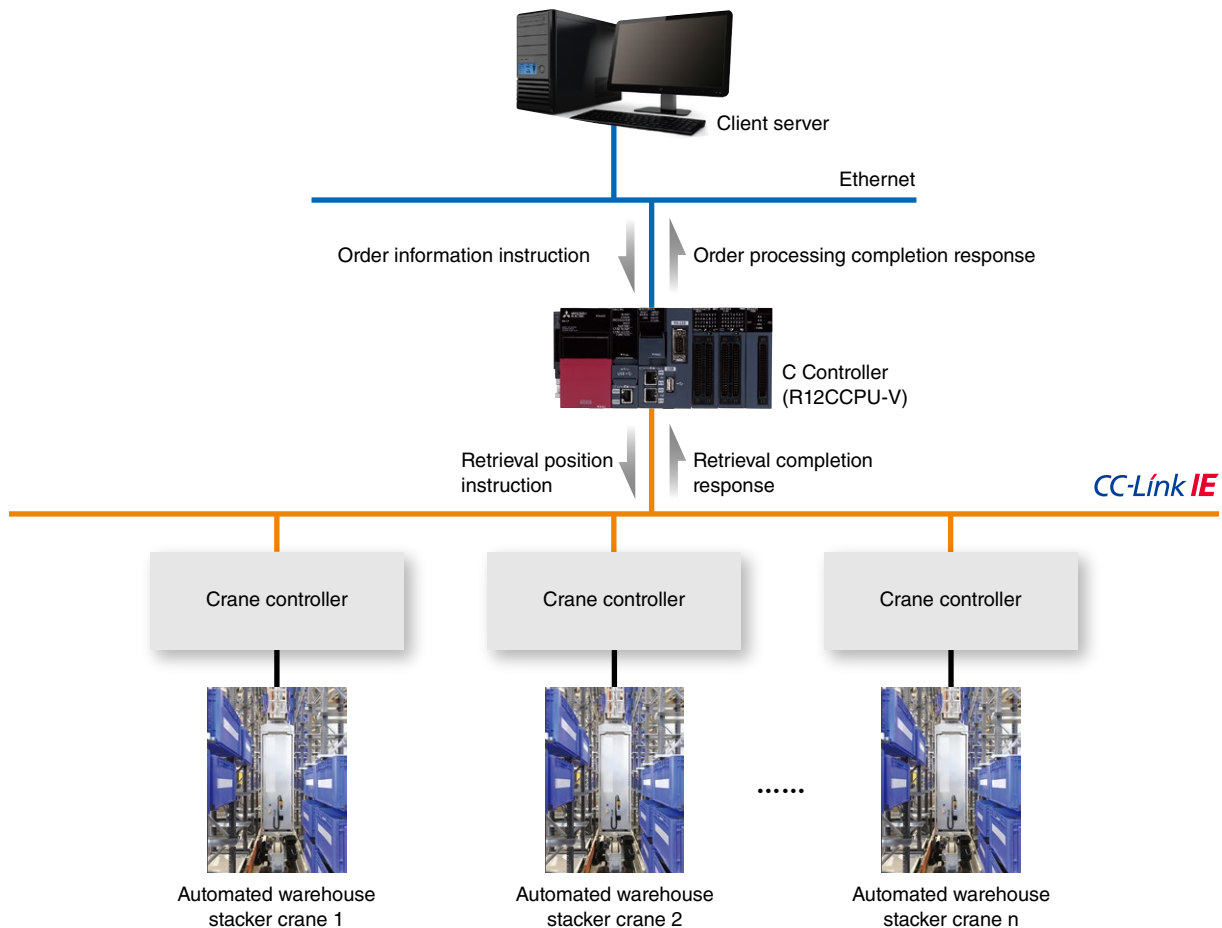 Client server
Ethernet
Order information instruction
Order processing completion response
C Controller
(R12CCPU-V)
Retrieval position
instruction
Retrieval completion
response
CC-Link IE
Crane controller
Crane controller
Crane controller
......
Automated warehouse
stacker crane 1
Automated warehouse
stacker crane 2
Automated warehouse
stacker crane n